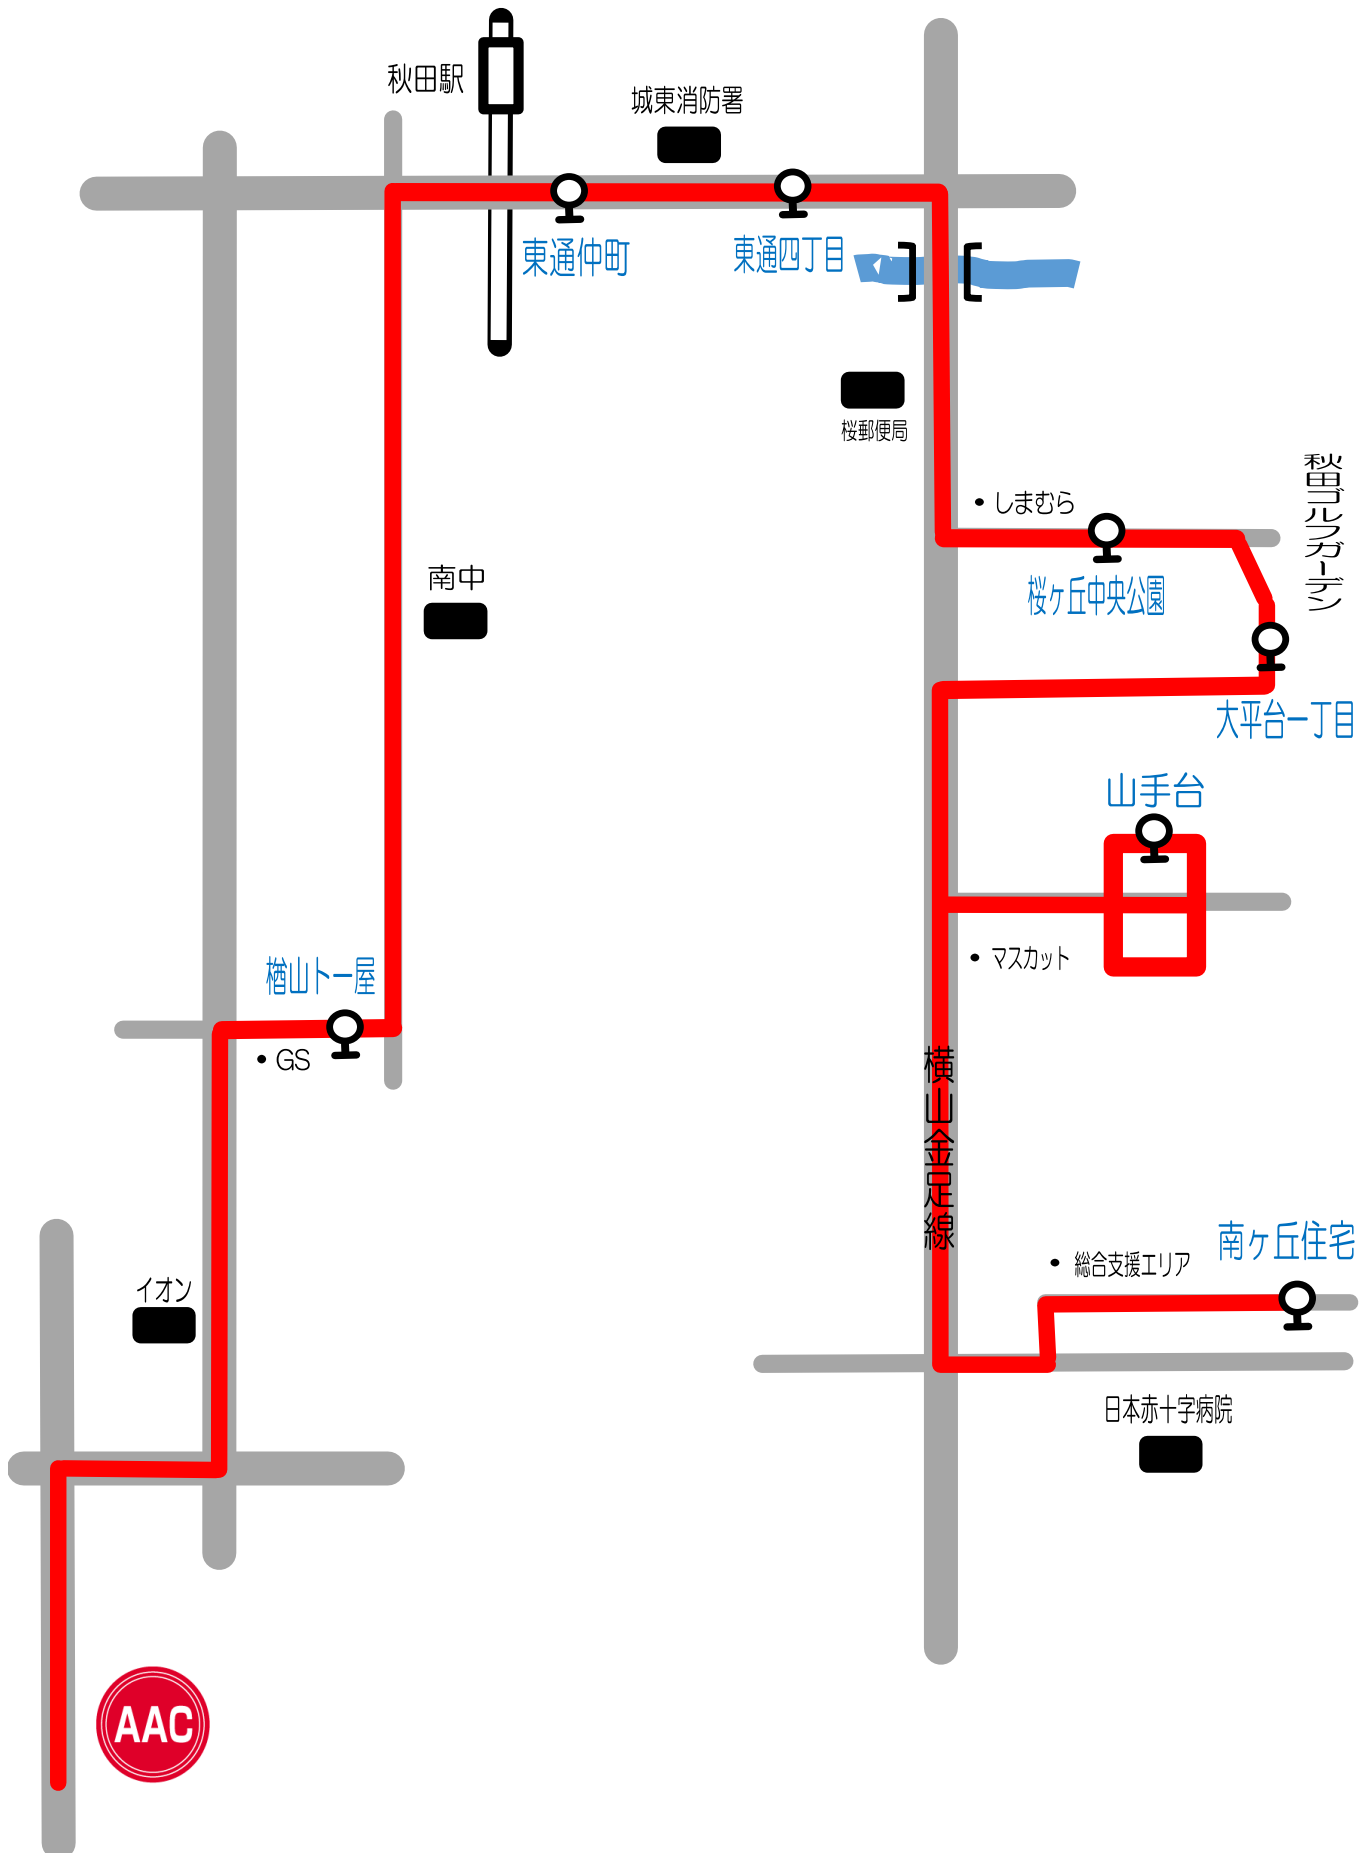 秋田駅
城東消防署
東通仲町
東通四丁目
桜郵便局
しまむら
秋田ゴルフガーデン
南中
桜ヶ丘中央公園
大平台一丁目
山手台
マスカット
楢山トー屋
GS
横山金足線
南ヶ丘住宅
総合支援エリア
イオン
日本赤十字病院
AAC